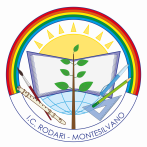 I.C. RODARI - MONTESILVANO